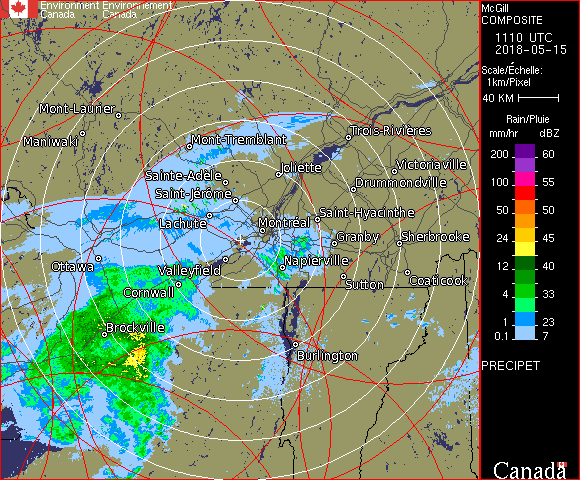 Environment Environnement
Canada Canada
McGill
COMPOSITE
1110 UTC
2018-05-15
Scale/Échelle:
1km/Pixel
40 KM
Rain/Pluie
mm/hr dBZ
200 60
100 55
50 50
24 45
12 40
4 33
1 23
0.1 7
PRECIPET
Canada
Mont-Laurier
Maniwaki
Mont-Tremblant
Trois-Rivières
Joliette
Victoriaville
Sainte-Adèle
Drummondville
Saint-Jérôme
Saint-Hyacinthe
Lachute
Montréal
Granby
Sherbrooke
Ottawa
Valleyfield
Napierville
Cornwall
Sutton
Coaticook
Brockville
Burlington